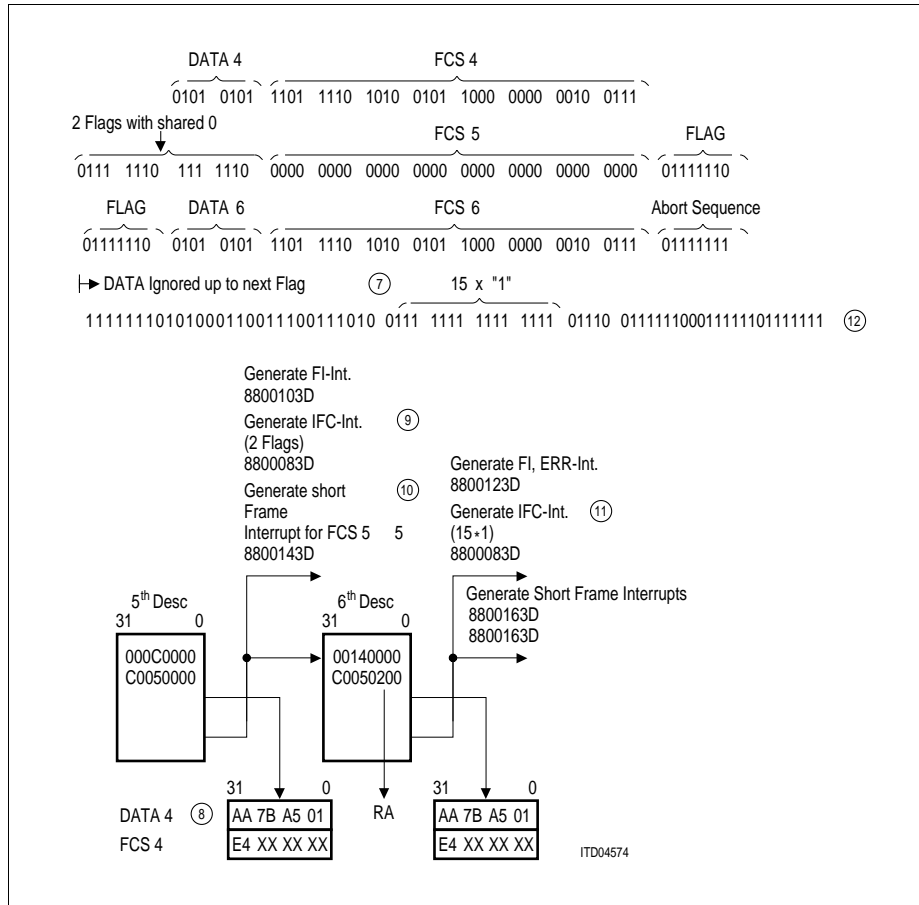 DATA 4 FCS 4
0101 0101 1101 1110 1010 0101 1000 0000 0010 0111
2 Flags with shared 0
FCS 5 FLAG
0111 1110 111 1110 0000 0000 0000 0000 0000 0000 0000 0000 01111110
FLAG DATA 6 FCS 6 Abort Sequence
01111110 0101 0101 1101 1110 1010 0101 1000 0000 0010 0111 01111111
DATA Ignored up to next Flag 7 15 x "1"
1111111010100011001110011101 0 0111 1111 1111 1111 01110 0111111100011111101111111 12
Generate FI-Int.
8800103D
Generate IFC-Int. 9
(2 Flags)
8800083D
Generate short 10
Frame
Interrupt for FCS 5 5
8800143D
Generate FI, ERR-Int.
8800123D
Generate IFC-Int. 11
(15*1)
8800083D
Generate Short Frame Interrupts
8800163D
8800163D
5th Desc
31 0
000C0000
C0050000
6th Desc
31 0
00140000
C0050200
31 0
DATA 4 8 AA 7B A5 01
FCS 4 E4 XX XX XX
RA
31 0
AA 7B A5 01
E4 XX XX XX
ITD04574